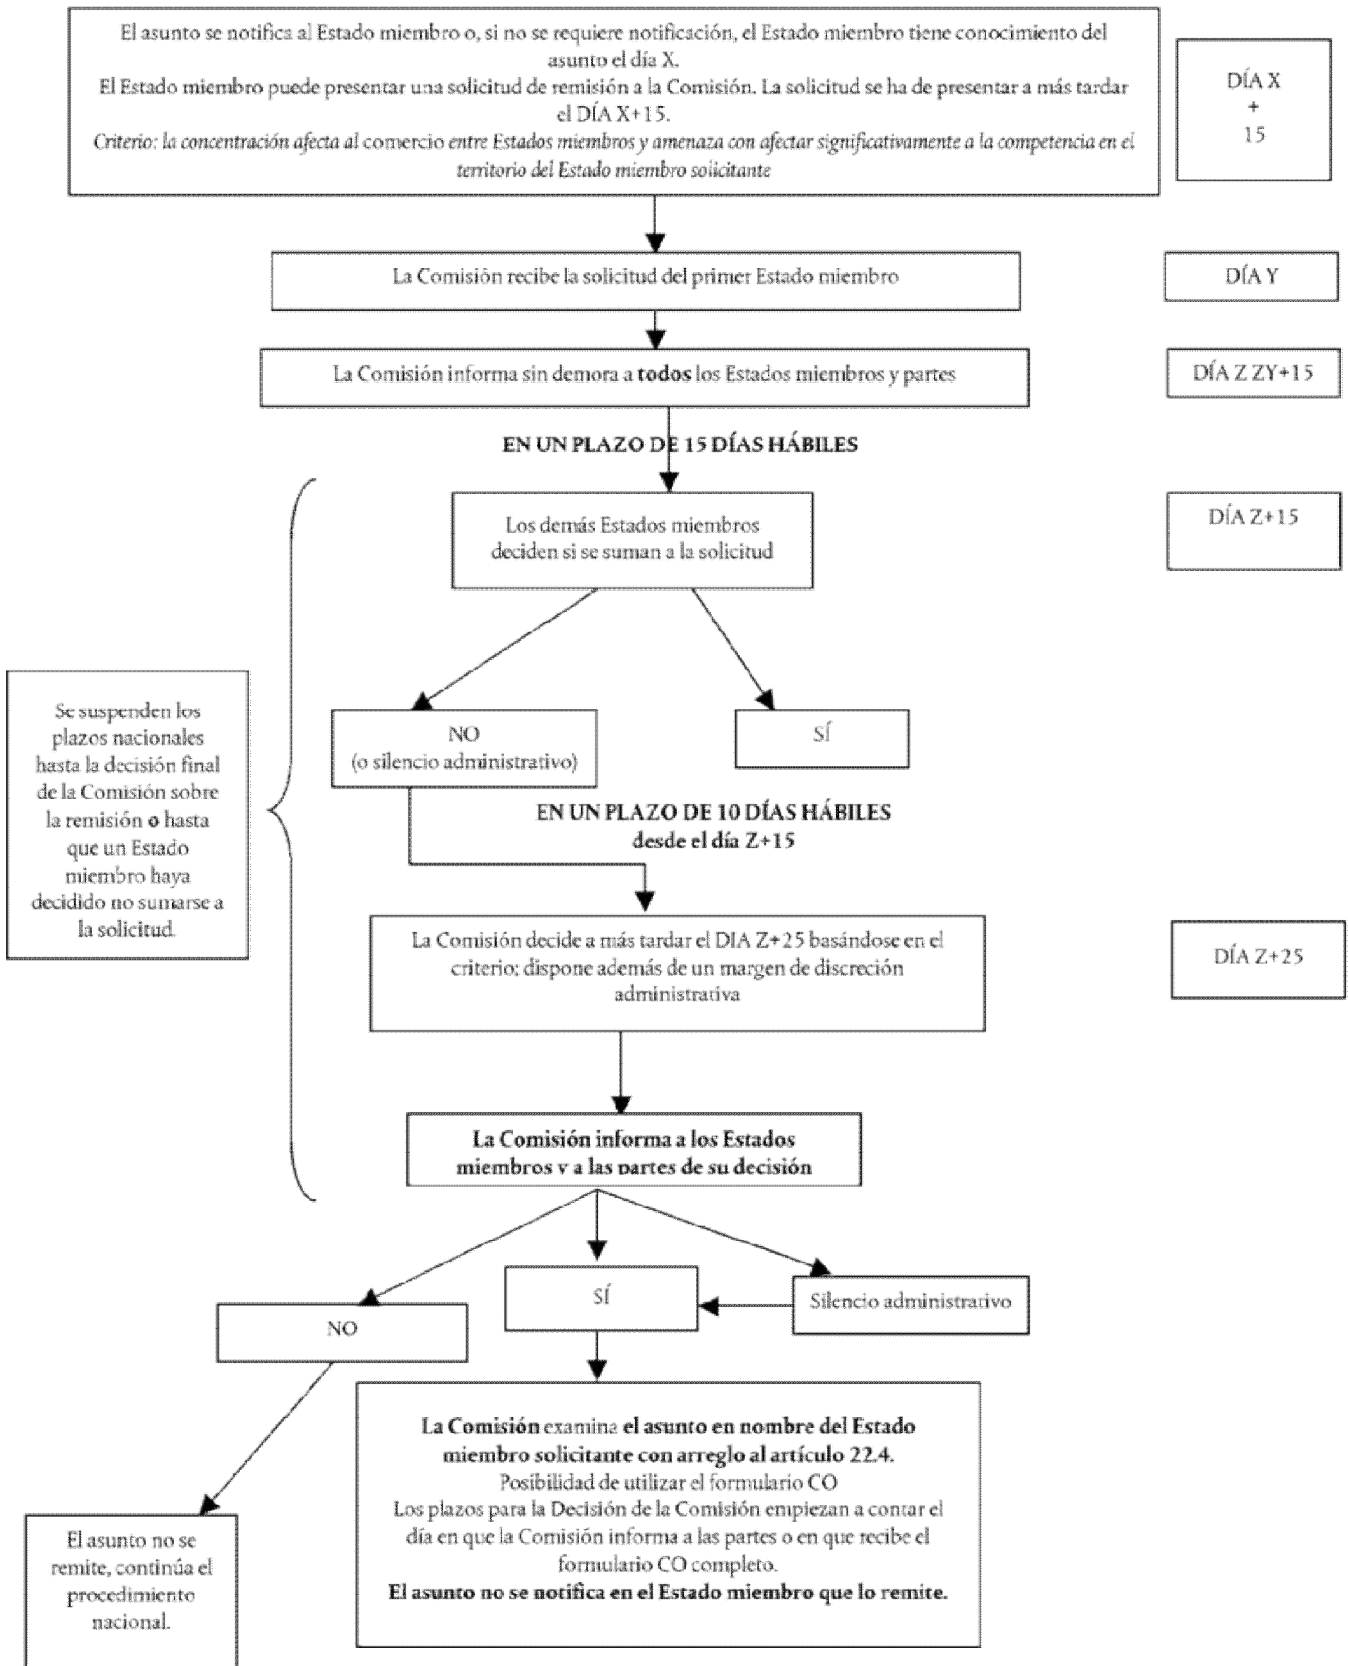 El asunto se notifica al Estado miembro o, si no se requiere notificación, el Estado miembro tiene conocimiento del
asunto el día X.
El Estado miembro puede presentar una solicitud de remisión a la Comisión. La solicitud se ha de presentar a más tardar
el DÍA X+15.
Criterio: la concentración afecta al comercio entre Estados miembros y amenaza con afectar significativamente a la competencia en el
territorio del Estado miembro solicitante
DÍA X
+
15
La Comisión recibe la solicitud del primer Estado miembro
DÍA Y
La Comisión informa sin demora a todos los Estados miembros y partes
DÍA Z ZY+15
EN UN PLAZO DE 15 DÍAS HÁBILES
Los demás Estados miembros
deciden si se suman a la solicitud
DÍA Z+15
Se suspenden los
plazos nacionales
hasta la decisión final
de la Comisión sobre
la remisión o hasta
que un Estado
miembro haya
decidido no sumarse a
la solicitud.
NO
(o silencio administrativo)
SÍ
EN UN PLAZO DE 10 DÍAS HÁBILES
desde el día Z+15
La Comisión decide a más tardar el DIA Z+25 basándose en el
criterio; dispone además de un margen de discreción
administrativa
DÍA Z+25
La Comisión informa a los Estados
miembros y a las partes de su decisión
NO
SÍ
Silencio administrativo
La Comisión examina el asunto en nombre del Estado
miembro solicitante con arreglo al artículo 22.4.
Posibilidad de utilizar el formulario CO
Los plazos para la Decisión de la Comisión empiezan a contar el
día en que la Comisión informa a las partes o en que recibe el
formulario CO completo.
El asunto no se notifica en el Estado miembro que lo remite.
El asunto no se
remite, continúa el
procedimiento
nacional.